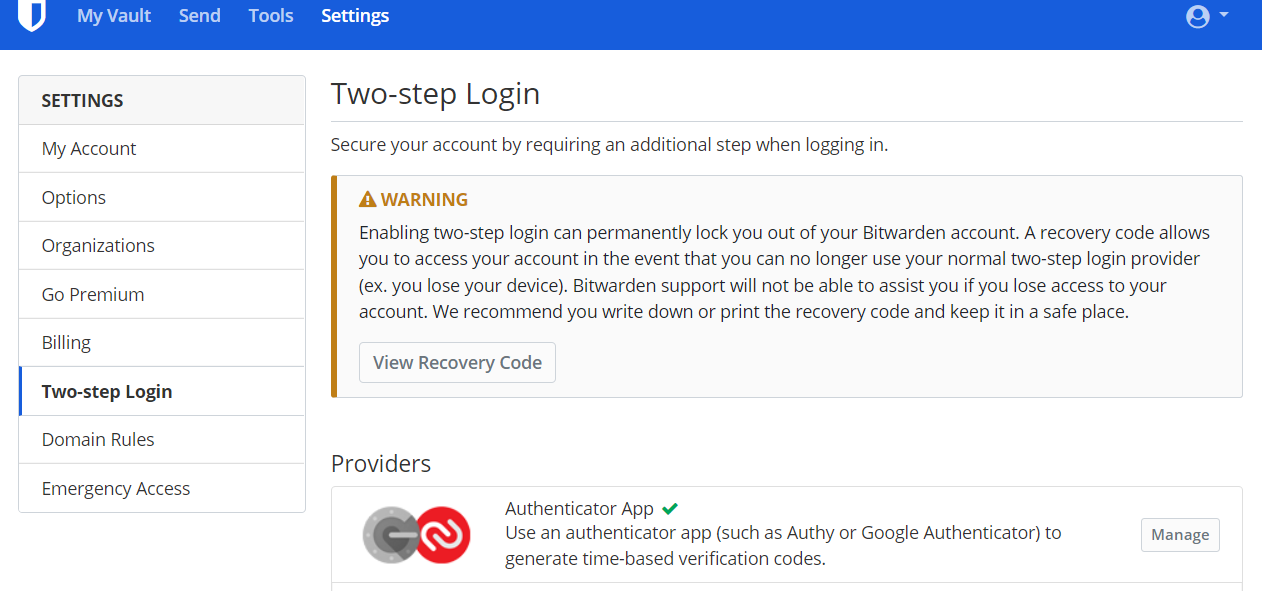 My Vault Send Tools Settings
SETTINGS
My Account
Options
Organizations
Go Premium
Billing
Two-step Login
Domain Rules
Emergency Access
Two-step Login
Secure your account by requiring an additional step when logging in.
WARNING
Enabling two-step login can permanently lock you out of your Bitwarden account. A recovery code allows
you to access your account in the event that you can no longer use your normal two-step login provider
(ex. you lose your device). Bitwarden support will not be able to assist you if you lose access to your
account. We recommend you write down or print the recovery code and keep it in a safe place.
View Recovery Code
Providers
Authenticator App
Use an authenticator app (such as Authy or Google Authenticator) to
generate time-based verification codes.
Manage